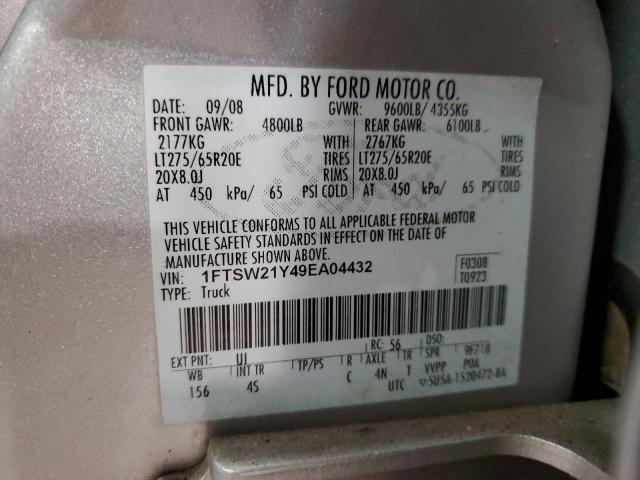 MFD. BY FORD MOTOR CO.
DATE: 09/08 GVWR: 9600LB/ 4355KG
FRONT GAWR: 4800LB REAR GAWR: 6100LB
2177KG WITH 2767KG WITH
LT275/65R20E TIRES LT275/65R20E TIRES
20X8.0J RIMS 20X8.0J RIMS
AT 450 kPa/ 65 PSI COLD AT 450 kPa/ 65 PSI COLD
THIS VEHICLE CONFORMS TO ALL APPLICABLE FEDERAL MOTOR
VEHICLE SAFETY STANDARDS IN EFFECT ON THE DATE OF
MANUFACTURE SHOWN ABOVE.
VIN: 1FTSW21Y49EA04432 F0308
TYPE: Truck T0923
RC: 56 DSO:
EXT PNT: UJ 9F718
WB INT TR TP/PS R AXLE TR SPR POA
156 4S C 4N T VVPP
UTC ▽5U5A-1520472-BA